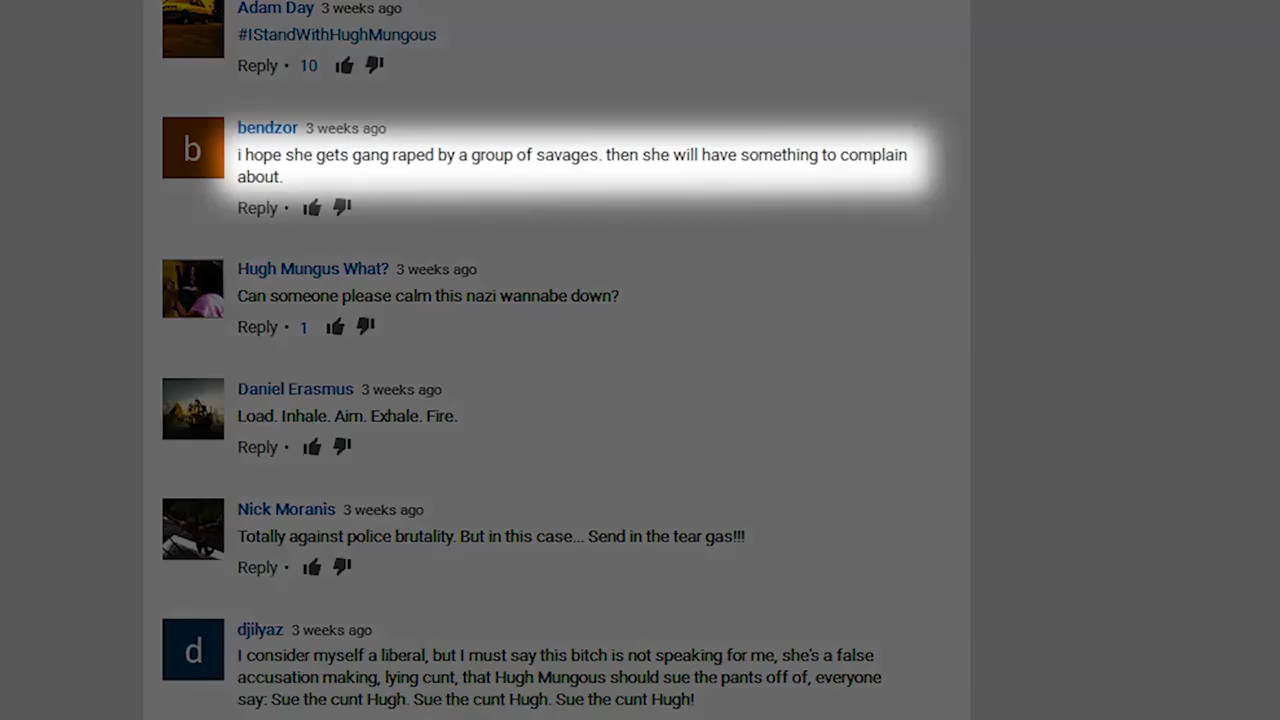 Adam Day 3 weeks ago
#IStandWithHughMungous
Reply • 10
b
bendzor 3 weeks ago
i hope she gets gang raped by a group of savages. then she will have something to complain
about.
Reply •
Hugh Mungus What? 3 weeks ago
Can someone please calm this nazi wannabe down?
Reply • 1
Daniel Erasmus 3 weeks ago
Load. Inhale. Aim. Exhale. Fire.
Reply •
Nick Moranis 3 weeks ago
Totally against police brutality. But in this case... Send in the tear gas!!!
Reply •
d
djilyaz 3 weeks ago
I consider myself a liberal, but I must say this bitch is not speaking for me, she's a false
accusation making, lying cunt, that Hugh Mungous should sue the pants off of, everyone
say: Sue the cunt Hugh. Sue the cunt Hugh. Sue the cunt Hugh!